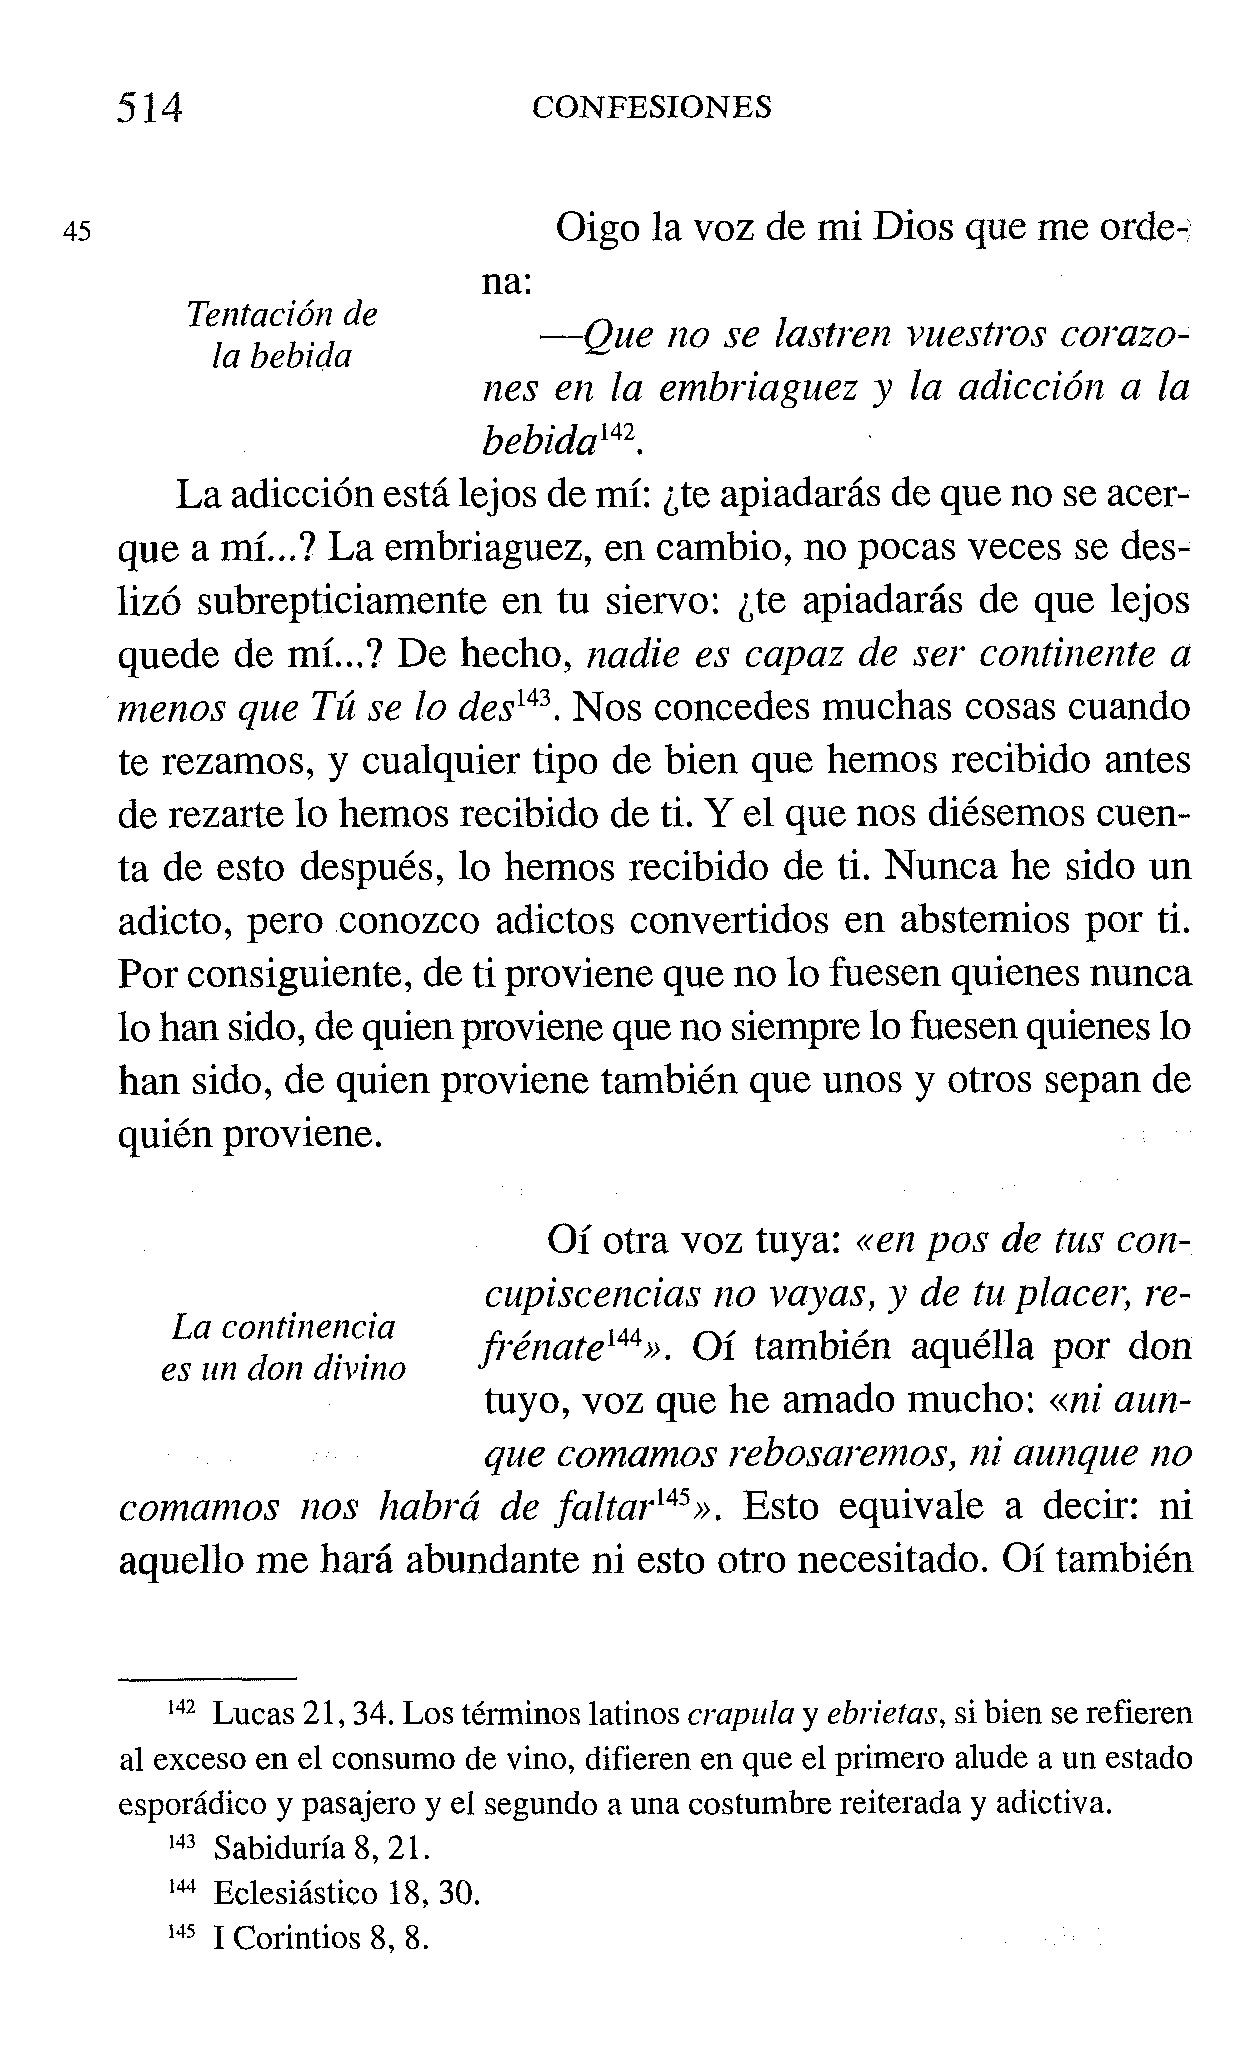 514 CONFESIONES
45
Oigo la voz de mi Dios que me orde-
na:
Tentación de
la bebida
—Que no se lastren vuestros corazo-
nes en la embriaguez y la adicción a la
bebida¹⁴².
La adicción está lejos de mí: ¿te apiadarás de que no se acer-
que a mí...? La embriaguez, en cambio, no pocas veces se des-
lizó subrepticiamente en tu siervo: ¿te apiadarás de que lejos
quede de mí...? De hecho, nadie es capaz de ser continente a
menos que Tú se lo des¹⁴³. Nos concedes muchas cosas cuando
te rezamos, y cualquier tipo de bien que hemos recibido antes
de rezarte lo hemos recibido de ti. Y el que nos diésemos cuen-
ta de esto después, lo hemos recibido de ti. Nunca he sido un
adicto, pero conozco adictos convertidos en abstemios por ti.
Por consiguiente, de ti proviene que no lo fuesen quienes nunca
lo han sido, de quien proviene que no siempre lo fuesen quienes lo
han sido, de quien proviene también que unos y otros sepan de
quién proviene.
Oí otra voz tuya: «en pos de tus con-
cupiscencias no vayas, y de tu placer, re-
La continencia
es un don divino
frénate¹⁴⁴». Oí también aquélla por don
tuyo, voz que he amado mucho: «ni aun-
que comamos rebosaremos, ni aunque no
comamos nos habrá de faltar¹⁴⁵». Esto equivale a decir: ni
aquello me hará abundante ni esto otro necesitado. Oí también
¹⁴² Lucas 21, 34. Los términos latinos crapula y ebrietas, si bien se refieren
al exceso en el consumo de vino, difieren en que el primero alude a un estado
esporádico y pasajero y el segundo a una costumbre reiterada y adictiva.
¹⁴³ Sabiduría 8, 21.
¹⁴⁴ Eclesiástico 18, 30.
¹⁴⁵ I Corintios 8, 8.